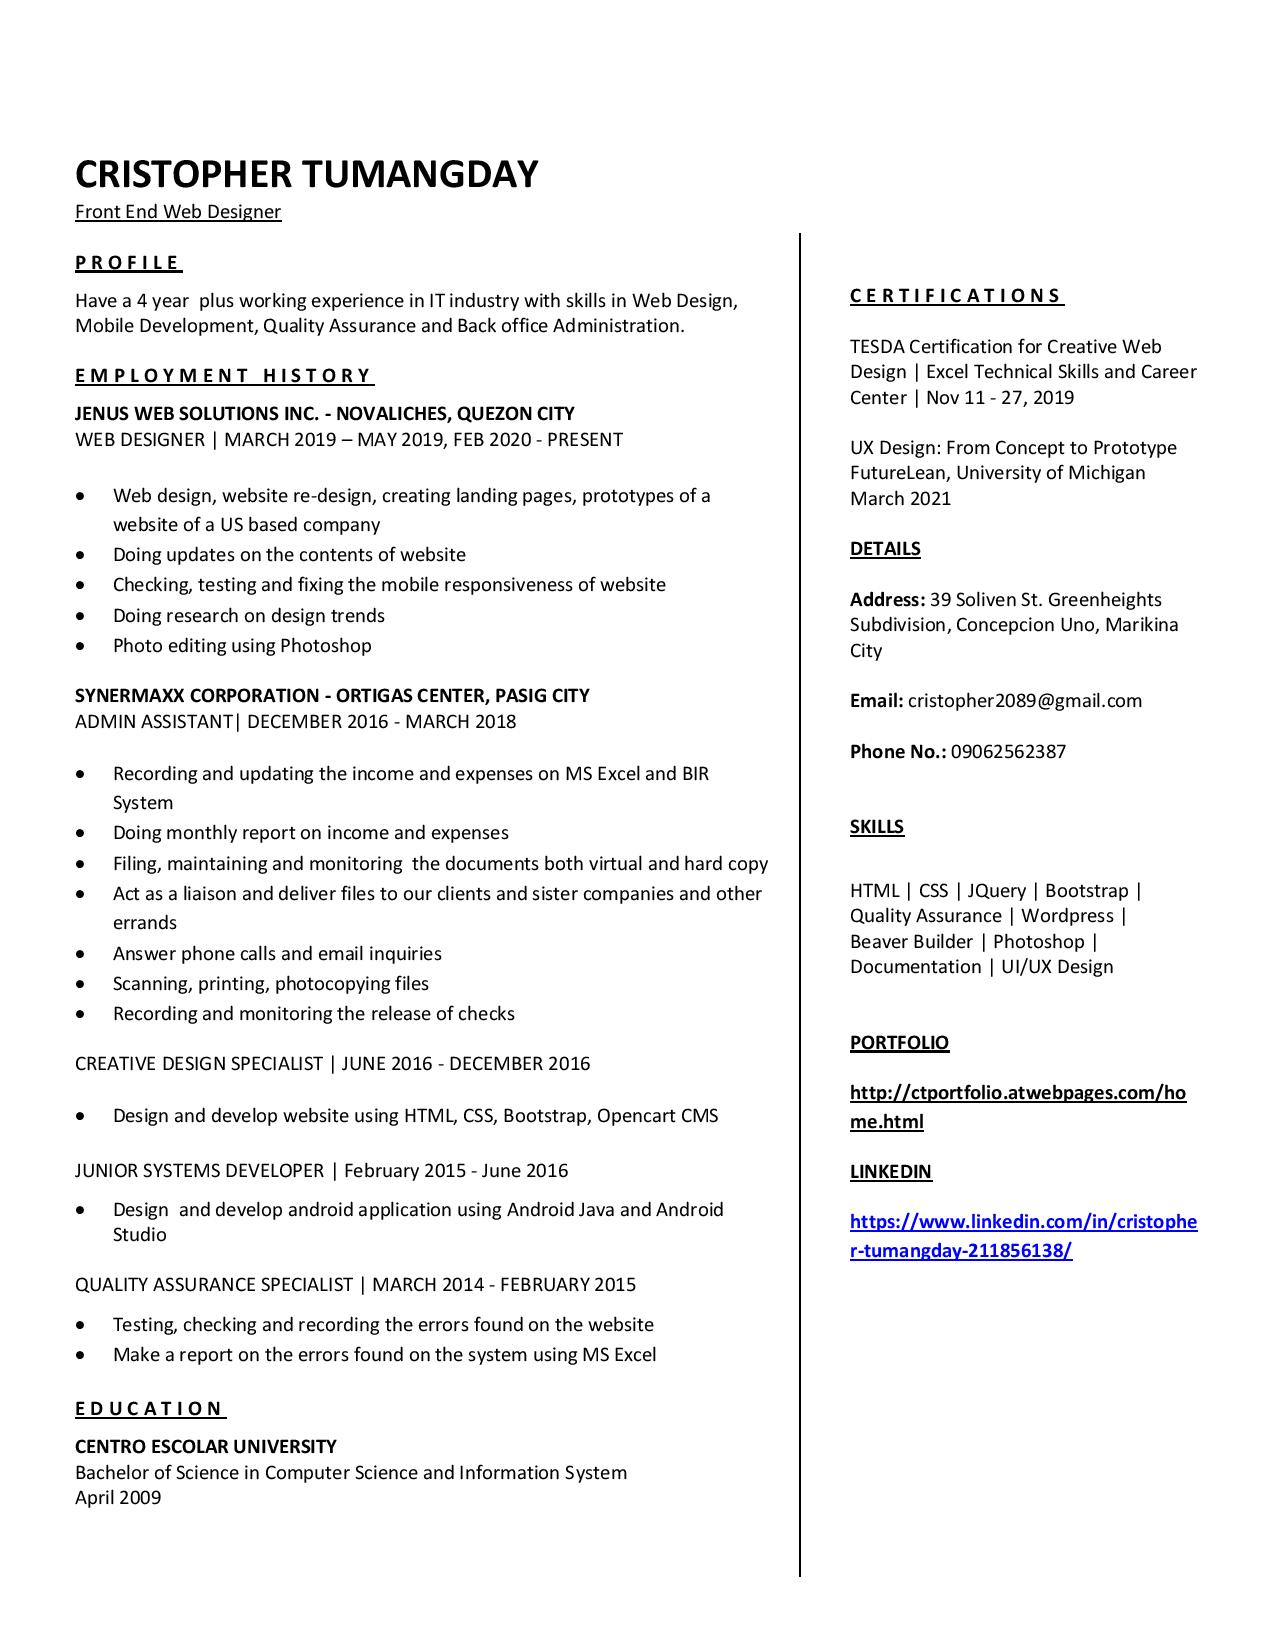 CRISTOPHER TUMANGDAY
Front End Web Designer
PROFILE
Have a 4 year  plus working experience in IT industry with skills in Web Design,
Mobile Development, Quality Assurance and Back office Administration.
EMPLOYMENT HISTORY
JENUS WEB SOLUTIONS INC. - NOVALICHES, QUEZON CITY
WEB DESIGNER | MARCH 2019 – MAY 2019, FEB 2020 - PRESENT
● Web design, website re-design, creating landing pages, prototypes of a
website of a US based company
● Doing updates on the contents of website
● Checking, testing and fixing the mobile responsiveness of website
● Doing research on design trends
● Photo editing using Photoshop
SYNERMAXX CORPORATION - ORTIGAS CENTER, PASIG CITY
ADMIN ASSISTANT| DECEMBER 2016 - MARCH 2018
● Recording and updating the income and expenses on MS Excel and BIR
System
● Doing monthly report on income and expenses
● Filing, maintaining and monitoring  the documents both virtual and hard copy
● Act as a liaison and deliver files to our clients and sister companies and other
errands
● Answer phone calls and email inquiries
● Scanning, printing, photocopying files
● Recording and monitoring the release of checks
CREATIVE DESIGN SPECIALIST | JUNE 2016 - DECEMBER 2016
● Design and develop website using HTML, CSS, Bootstrap, Opencart CMS
JUNIOR SYSTEMS DEVELOPER | February 2015 - June 2016
● Design  and develop android application using Android Java and Android
Studio
QUALITY ASSURANCE SPECIALIST | MARCH 2014 - FEBRUARY 2015
● Testing, checking and recording the errors found on the website
● Make a report on the errors found on the system using MS Excel
EDUCATION
CENTRO ESCOLAR UNIVERSITY
Bachelor of Science in Computer Science and Information System
April 2009
CERTIFICATIONS
TESDA Certification for Creative Web
Design | Excel Technical Skills and Career
Center | Nov 11 - 27, 2019
UX Design: From Concept to Prototype
FutureLean, University of Michigan
March 2021
DETAILS
Address: 39 Soliven St. Greenheights
Subdivision, Concepcion Uno, Marikina
City
Email: cristopher2089@gmail.com
Phone No.: 09062562387
SKILLS
HTML | CSS | JQuery | Bootstrap |
Quality Assurance | Wordpress |
Beaver Builder | Photoshop |
Documentation | UI/UX Design
PORTFOLIO
http://ctportfolio.atwebpages.com/ho
me.html
LINKEDIN
https://www.linkedin.com/in/cristophe
r-tumangday-211856138/